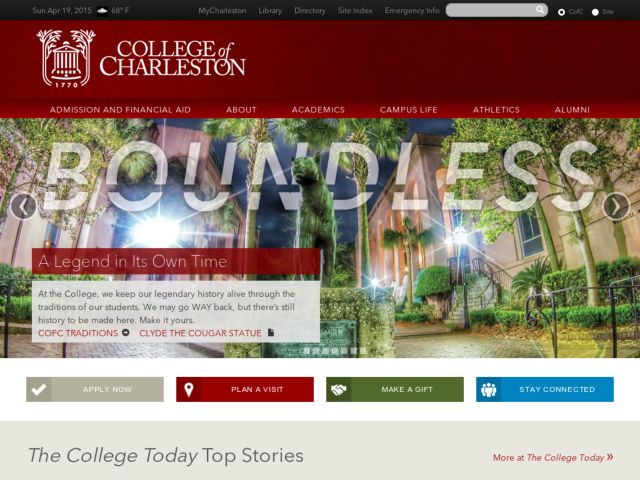 Sun Apr 19, 2015 68° F MyCharleston Library Directory Site Index Emergency Info CofC Site
COLLEGE of
CHARLESTON
1770
ADMISSION AND FINANCIAL AID ABOUT ACADEMICS CAMPUS LIFE ATHLETICS ALUMNI
BOUNDLESS
A Legend in Its Own Time
At the College, we keep our legendary history alive through the
traditions of our students. We may go WAY back, but there's still
history to be made here. Make it yours.
COFC TRADITIONS CLYDE THE COUGAR STATUE
APPLY NOW PLAN A VISIT MAKE A GIFT STAY CONNECTED
The College Today Top Stories
More at The College Today »